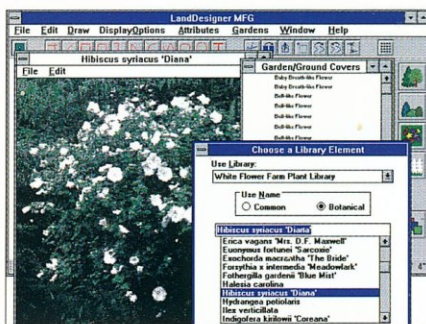 LandDesigner MFG
File Edit Draw DisplayOptions Attributes Gardens Window Help
Hibiscus syriacus 'Diana'
File Edit
Garden/Ground Covers
Baby Breath-like Flower
Baby Breath-like Flower
Bell-like Flower
Bell-like Flower
Bell-like Flower
Bell-like Flower
Bell-like Flower
Choose a Library Element
Use Library:
White Flower Farm Plant Library
Use Name
Common Botanical
Hibiscus syriacus 'Diana'
Erica vagans 'Mrs. D.F. Maxwell'
Euonymus fortunei 'Sarcoxie'
Exochorda macrantha 'The Bride'
Forsythia x intermedia 'Meadowlark'
Fothergilla gardenii 'Blue Mist'
Halesia carolina
Hibiscus syriacus 'Diana'
Hydrangea petiolaris
Ilex verticillata
Indigofera kirilowii 'Coreana'